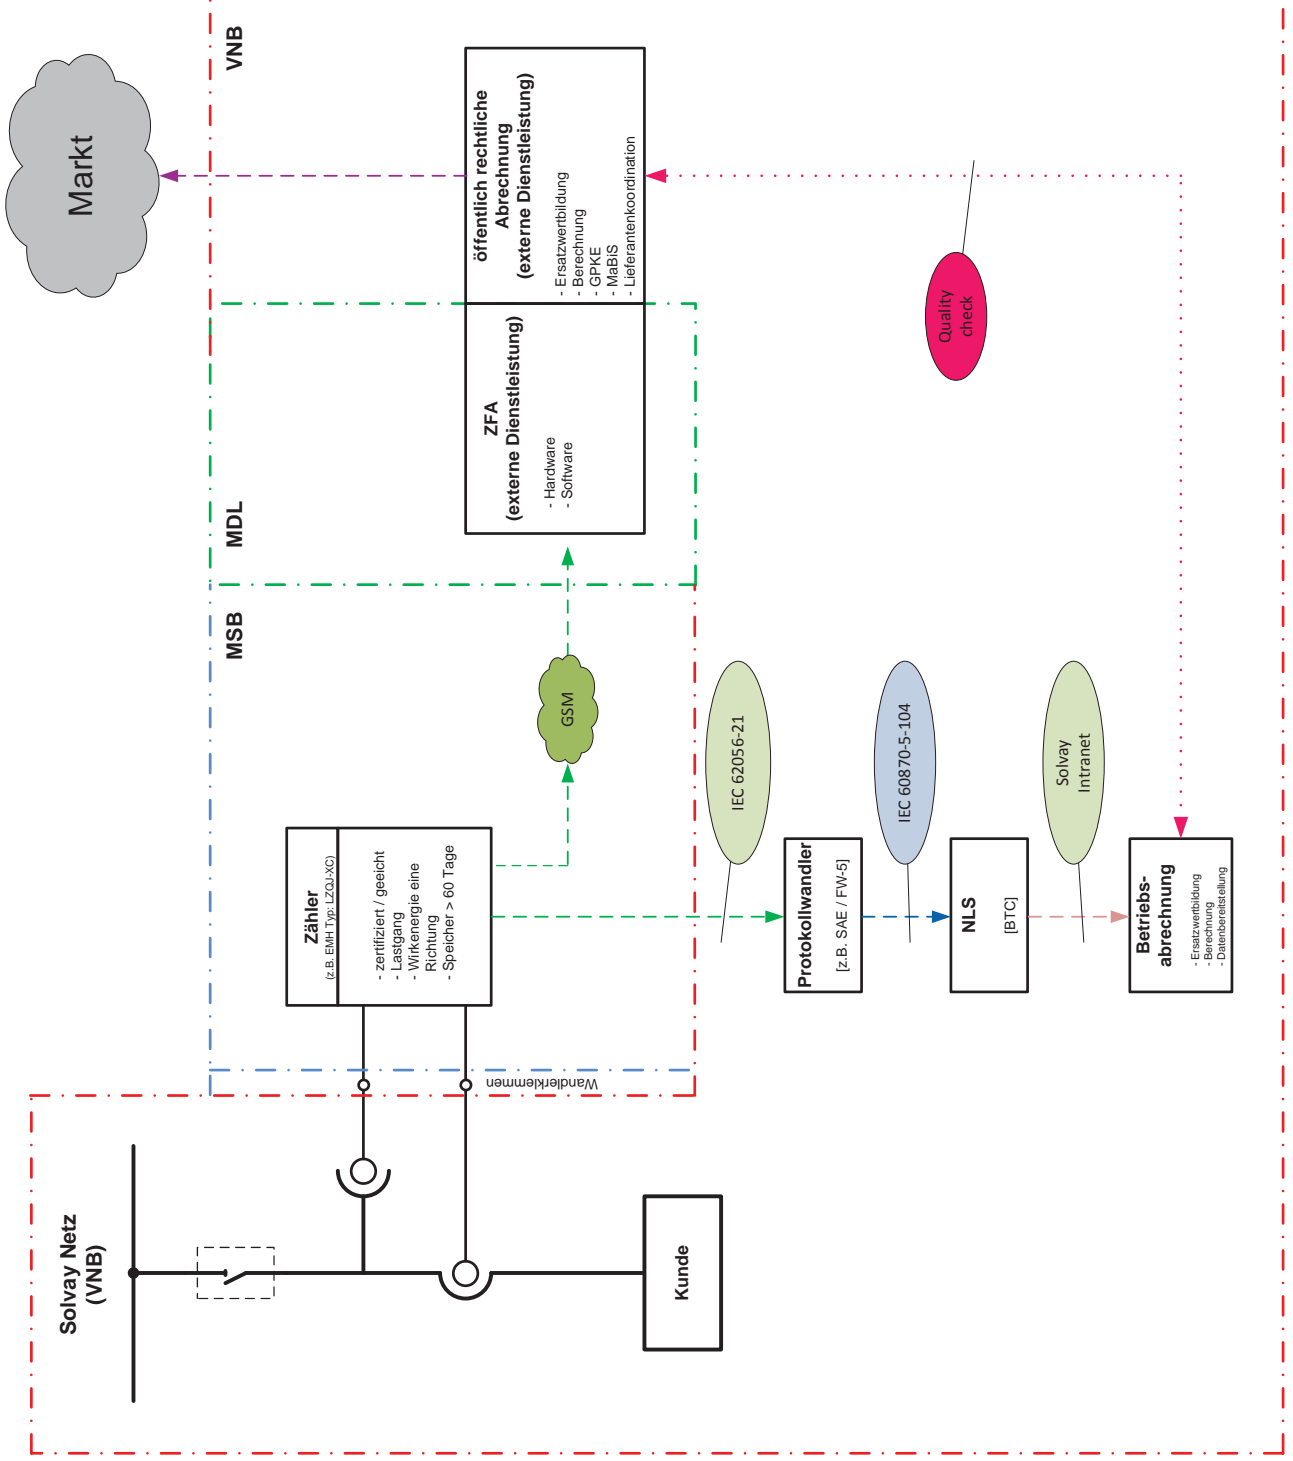 Solvay Netz
(VNB)
Kunde
Wandlerklemmen
MSB
Zähler
(z.B. EMH Typ: LZQJ-XC)
- zertifiziert / geeicht
- Lastgang
- Wirkenergie eine
Richtung
- Speicher > 60 Tage
GSM
MDL
ZFA
(externe Dienstleistung)
- Hardware
- Software
VNB
öffentlich rechtliche
Abrechnung
(externe Dienstleistung)
- Ersatzwertbildung
- Berechnung
- GPKE
- MaBiS
- Lieferantenkoordination
Markt
IEC 62056-21
Protokollwandler
[z.B. SAE / FW-5]
IEC 60870-5-104
NLS
[BTC]
Solvay
Intranet
Betriebs-
abrechnung
- Ersatzwertbildung
- Berechnung
- Datenbereitstellung
Quality
check